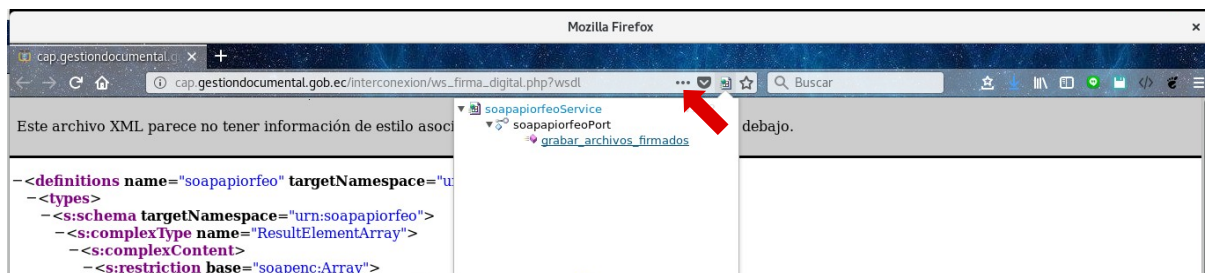 Mozilla Firefox
cap.gestiondocumental.g
cap.gestiondocumental.gob.ec/interconexion/ws_firma_digital.php?wsdl
Buscar
soapapiorfeoService
soapapiorfeoPort
grabar_archivos_firmados
Este archivo XML parece no tener información de estilo asoci debajo.
−<definitions name="soapapiorfeo" targetNamespace="u
−<types>
−<s:schema targetNamespace="urn:soapapiorfeo">
−<s:complexType name="ResultElementArray">
−<s:complexContent>
−<s:restriction base="soapenc:Array">